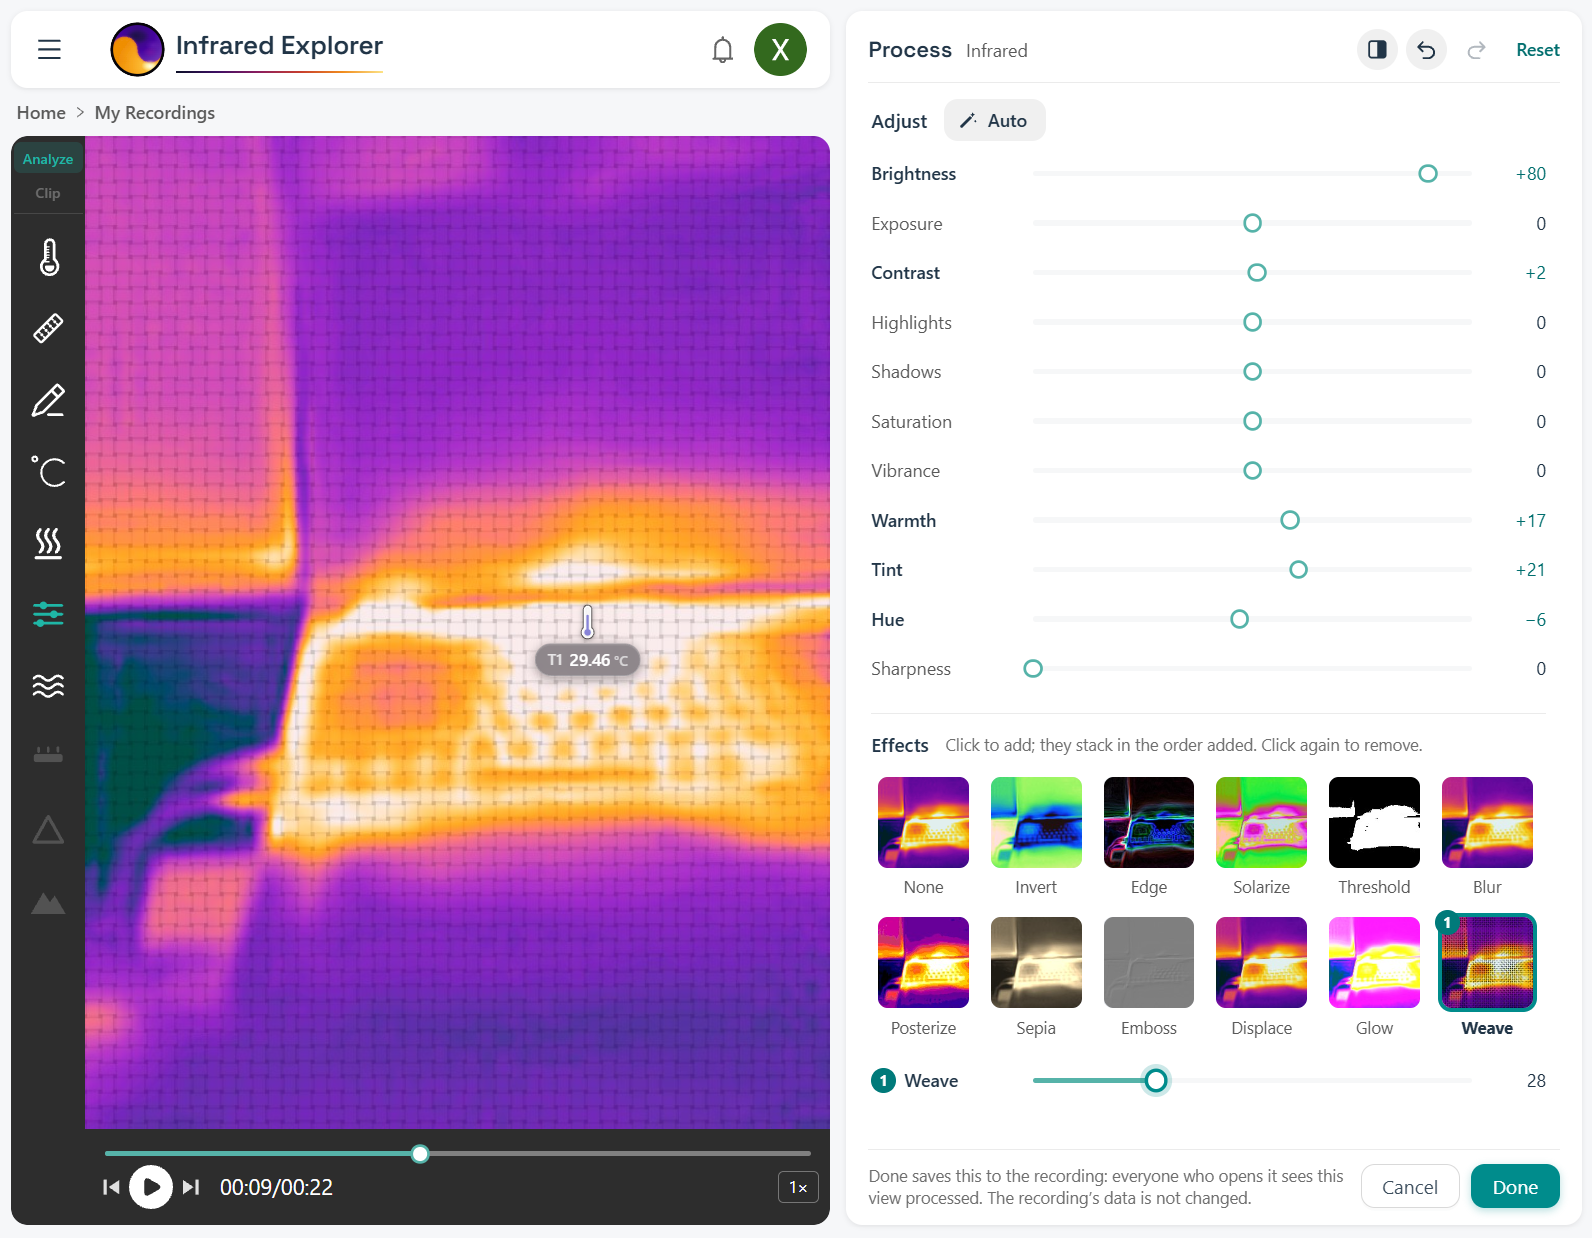 Infrared Explorer
X
Home > My Recordings
Analyze
Clip
°C
T1 29.46 °C
00:09/00:22
1×
Process Infrared
Reset
Adjust
Auto
Brightness +80
Exposure 0
Contrast +2
Highlights 0
Shadows 0
Saturation 0
Vibrance 0
Warmth +17
Tint +21
Hue −6
Sharpness 0
Effects Click to add; they stack in the order added. Click again to remove.
None Invert Edge Solarize Threshold Blur
1
Posterize Sepia Emboss Displace Glow Weave
1 Weave 28
Done saves this to the recording: everyone who opens it sees this
view processed. The recording’s data is not changed.
Cancel
Done